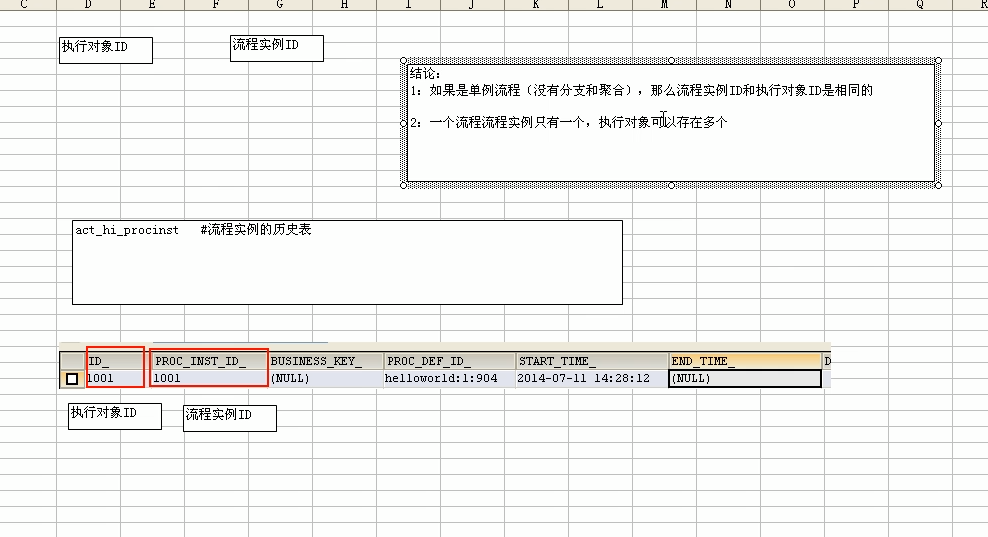 C D E F G H I J K L M N O P Q R
执行对象ID 流程实例ID
结论：
1：如果是单例流程（没有分支和聚合），那么流程实例ID和执行对象ID是相同的
2：一个流程流程实例只有一个，执行对象可以存在多个
act_hi_procinst #流程实例的历史表
ID_ PROC_INST_ID_ BUSINESS_KEY_ PROC_DEF_ID_ START_TIME_ END_TIME_ D
1001 1001 (NULL) helloworld:1:904 2014-07-11 14:28:12 (NULL)
执行对象ID 流程实例ID